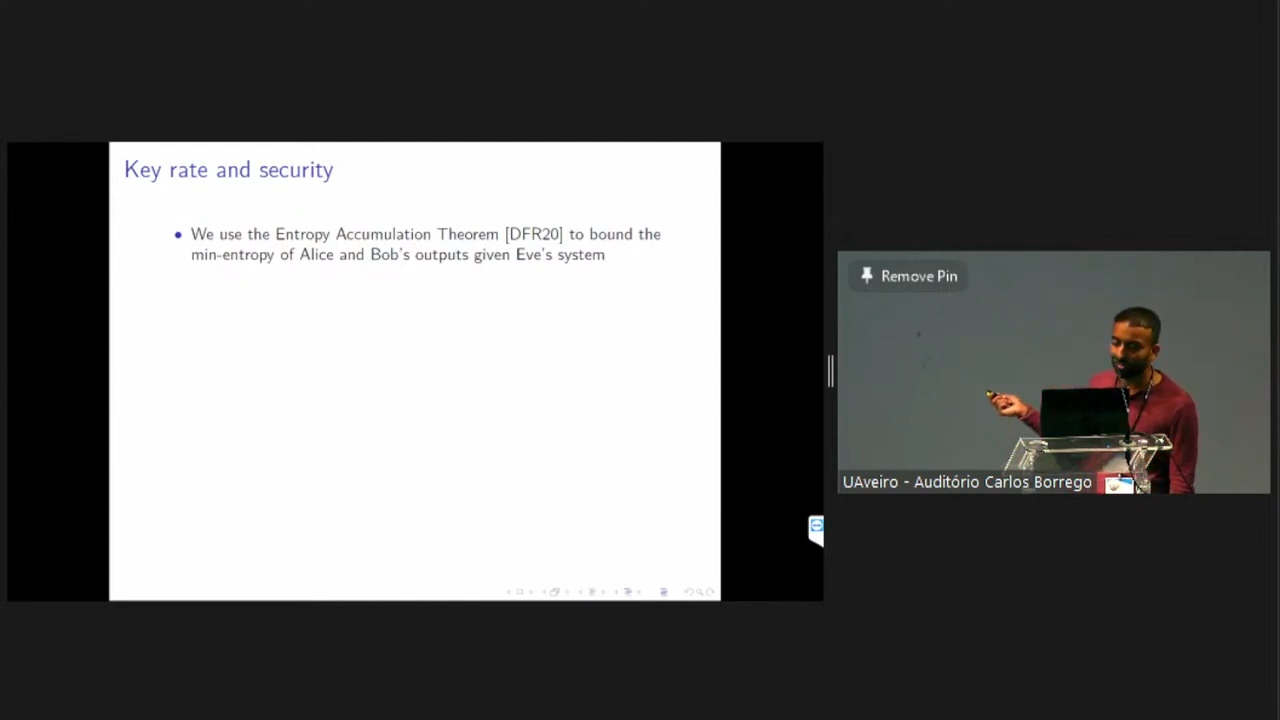 Key rate and security
• We use the Entropy Accumulation Theorem [DFR20] to bound the
min-entropy of Alice and Bob's outputs given Eve's system
Remove Pin
UAveiro - Auditório Carlos Borrego